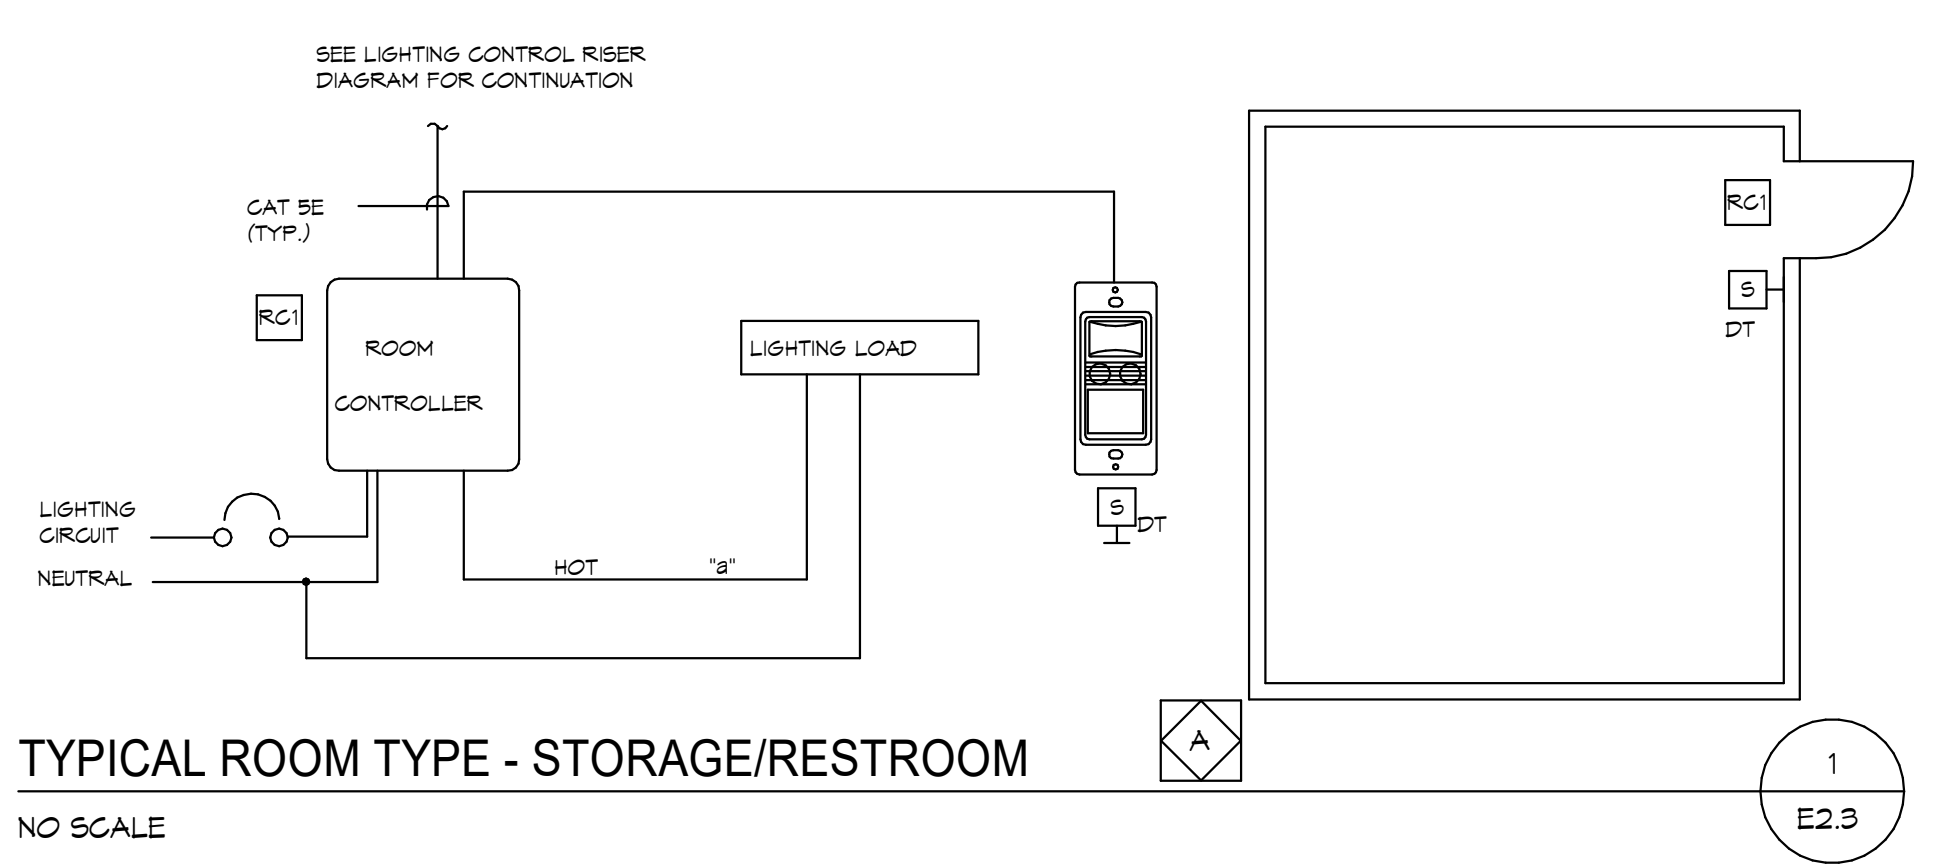 SEE LIGHTING CONTROL RISER
DIAGRAM FOR CONTINUATION
CAT 5E
(TYP.)
RC1
ROOM
CONTROLLER
LIGHTING LOAD
LIGHTING
CIRCUIT
NEUTRAL
HOT
"a"
S
DT
RC1
S
DT
A
TYPICAL ROOM TYPE - STORAGE/RESTROOM
NO SCALE
1
E2.3